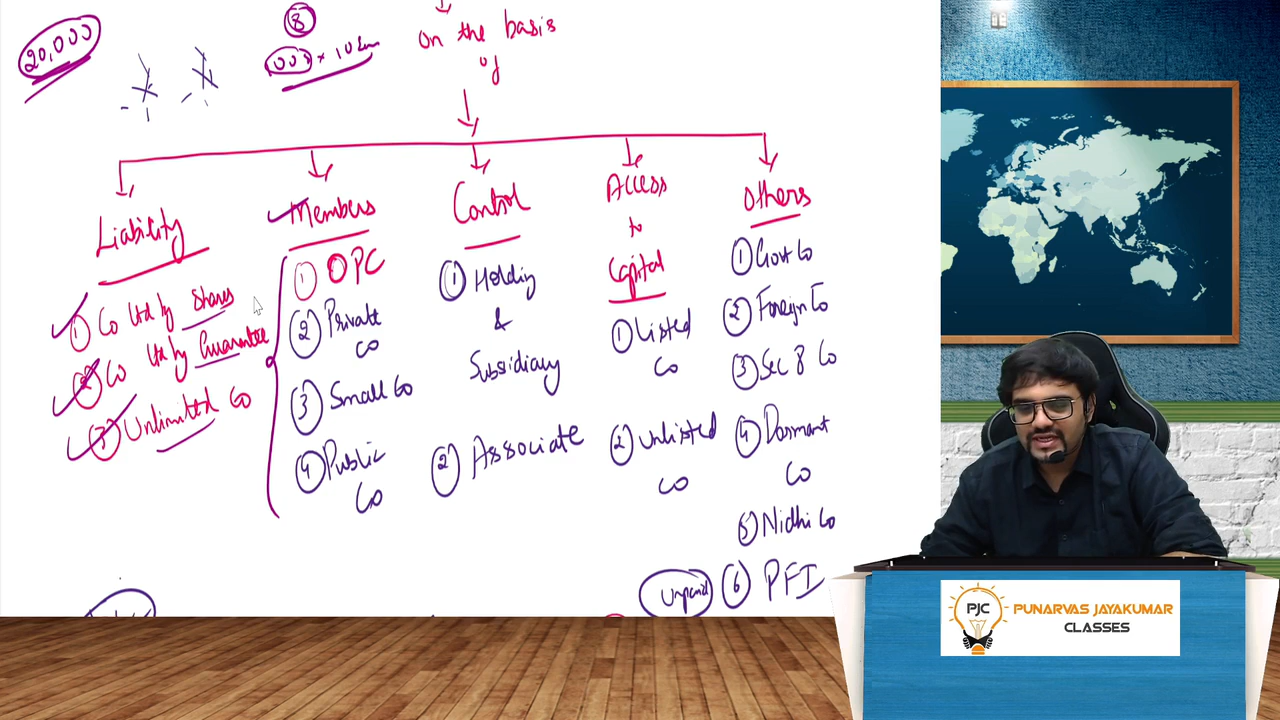 20,000
8
On the basis
of
Liability
① Co Ltd by Shares
② Co Ltd by Guarantee
③ Unlimited Co
Members
① OPC
② Private
Co
③ Small Co
④ Public
Co
Control
① Holding
&
Subsidiary
② Associate
Access
to
Capital
① Listed
Co
② Unlisted
Co
Others
① Govt Co
② Foreign Co
③ Sec 8 Co
④ Dormant
Co
⑤ Nidhi Co
⑥ PFI
PJC
PUNARVAS JAYAKUMAR
CLASSES